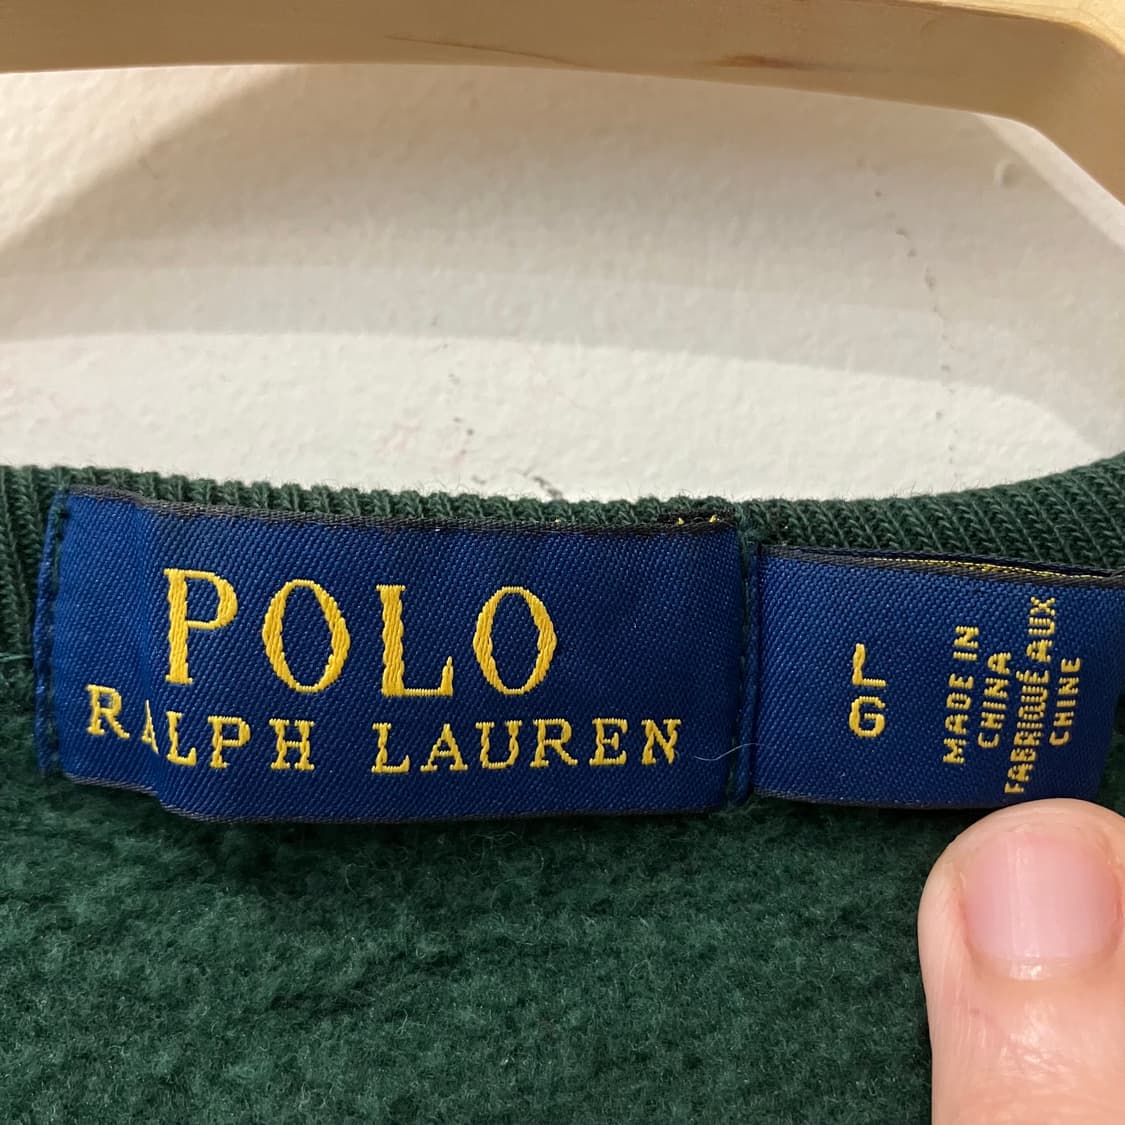 POLO
RALPH LAUREN
L
G
MADE IN
CHINA
FABRIQUÉ AUX
CHINE